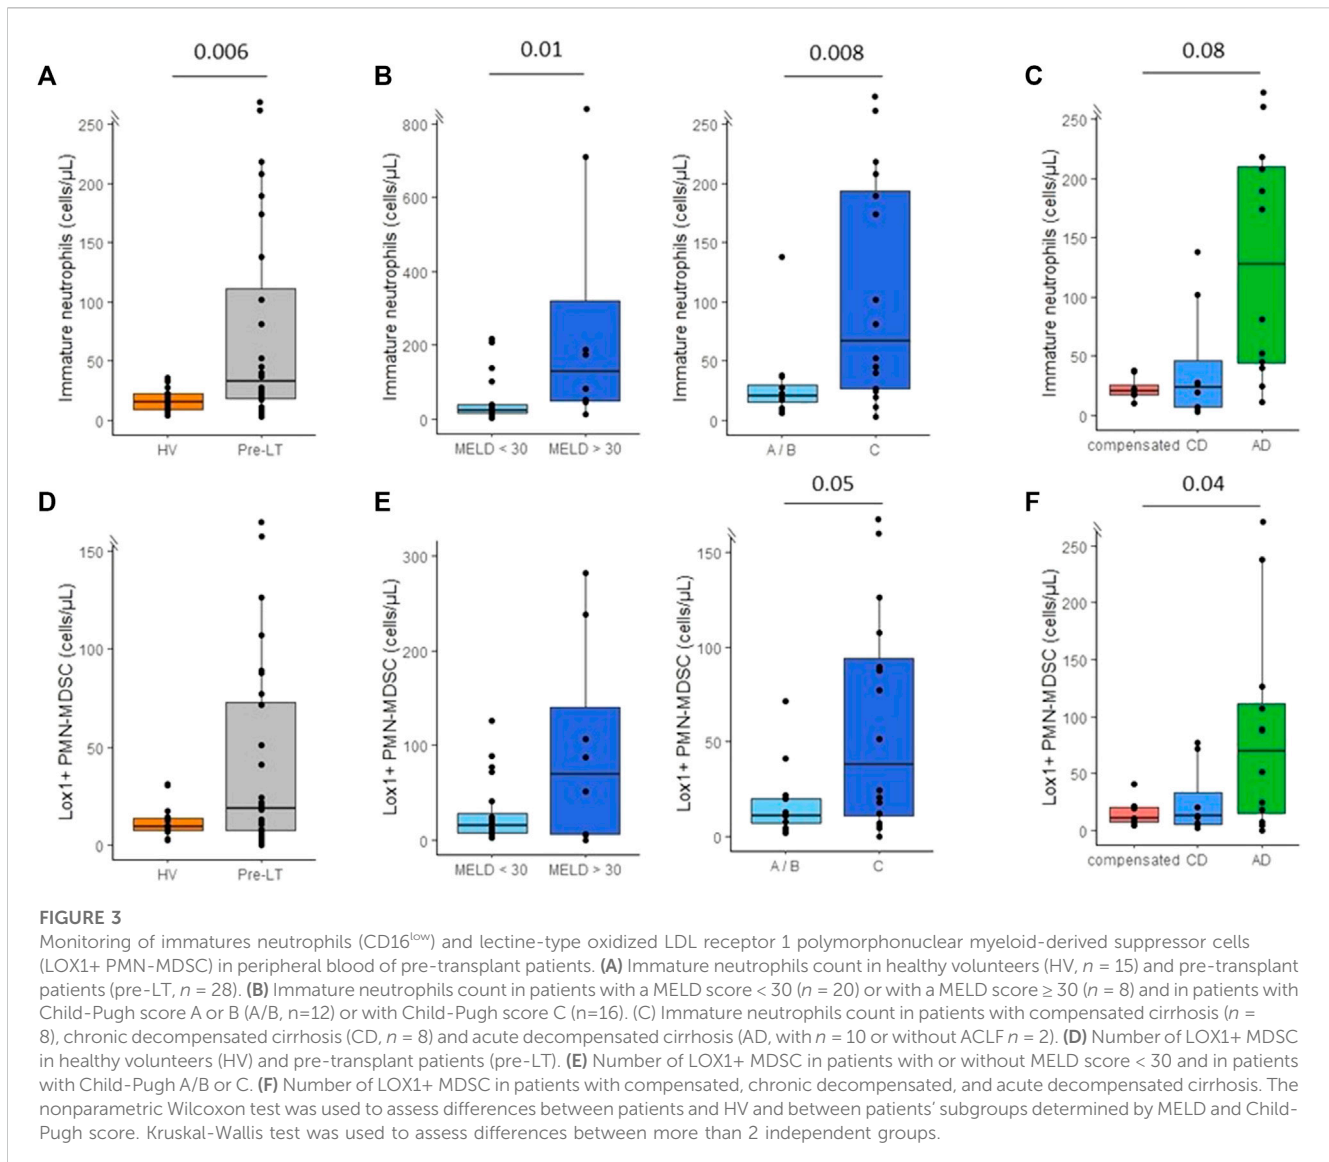 A
0.006
Immature neutrophils (cells/µL)
250
200
150
100
50
0
HV Pre-LT
B
0.01
Immature neutrophils (cells/µL)
800
600
400
200
0
MELD < 30 MELD > 30
0.008
Immature neutrophils (cells/µL)
250
200
150
100
50
0
A / B C
C
0.08
Immature neutrophils (cells/µL)
250
200
150
100
50
0
compensated CD AD
D
Lox1+ PMN-MDSC (cells/µL)
150
100
50
0
HV Pre-LT
E
Lox1+ PMN-MDSC (cells/µL)
300
200
100
0
MELD < 30 MELD > 30
0.05
Lox1+ PMN-MDSC (cells/µL)
150
100
50
0
A / B C
F
0.04
Lox1+ PMN-MDSC (cells/µL)
250
200
150
100
50
0
compensated CD AD
FIGURE 3
Monitoring of immatures neutrophils (CD16low) and lectine-type oxidized LDL receptor 1 polymorphonuclear myeloid-derived suppressor cells
(LOX1+ PMN-MDSC) in peripheral blood of pre-transplant patients. (A) Immature neutrophils count in healthy volunteers (HV, n = 15) and pre-transplant
patients (pre-LT, n = 28). (B) Immature neutrophils count in patients with a MELD score < 30 (n = 20) or with a MELD score ≥ 30 (n = 8) and in patients with
Child-Pugh score A or B (A/B, n=12) or with Child-Pugh score C (n=16). (C) Immature neutrophils count in patients with compensated cirrhosis (n =
8), chronic decompensated cirrhosis (CD, n = 8) and acute decompensated cirrhosis (AD, with n = 10 or without ACLF n = 2). (D) Number of LOX1+ MDSC
in healthy volunteers (HV) and pre-transplant patients (pre-LT). (E) Number of LOX1+ MDSC in patients with or without MELD score < 30 and in patients
with Child-Pugh A/B or C. (F) Number of LOX1+ MDSC in patients with compensated, chronic decompensated, and acute decompensated cirrhosis. The
nonparametric Wilcoxon test was used to assess differences between patients and HV and between patients' subgroups determined by MELD and Child-
Pugh score. Kruskal-Wallis test was used to assess differences between more than 2 independent groups.